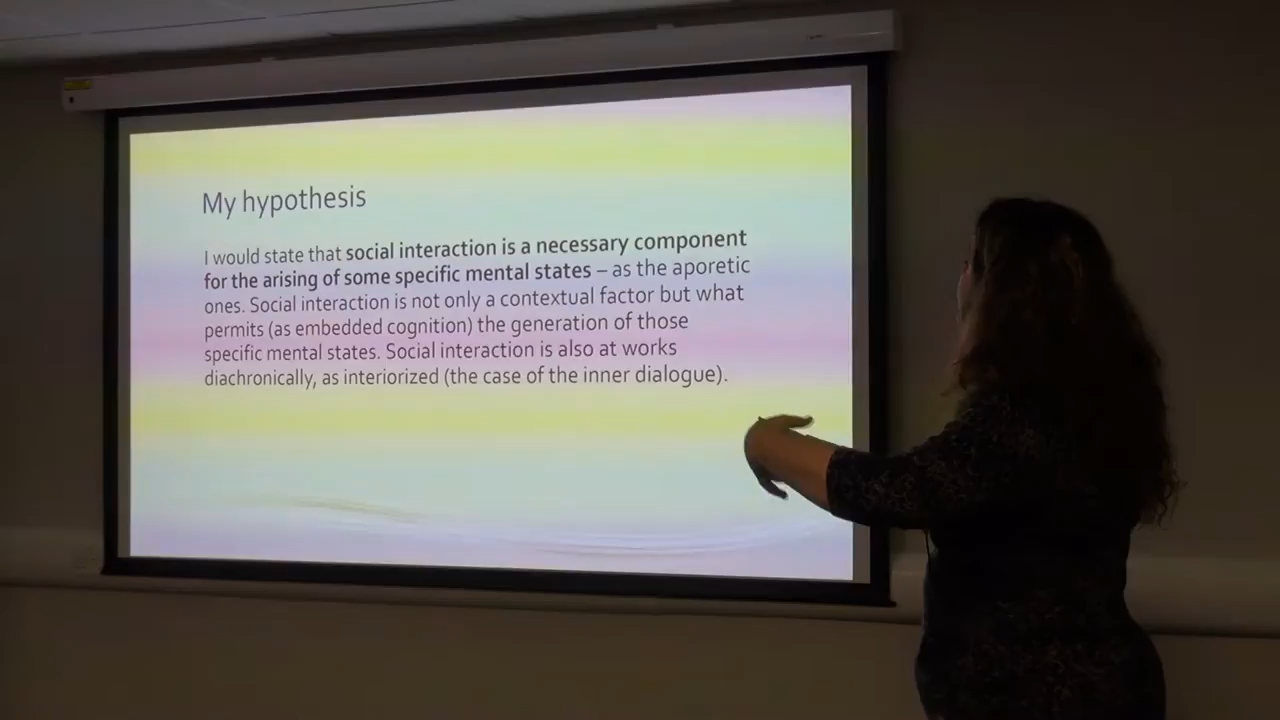 My hypothesis
I would state that social interaction is a necessary component
for the arising of some specific mental states – as the aporetic
ones. Social interaction is not only a contextual factor but what
permits (as embedded cognition) the generation of those
specific mental states. Social interaction is also at works
diachronically, as interiorized (the case of the inner dialogue).